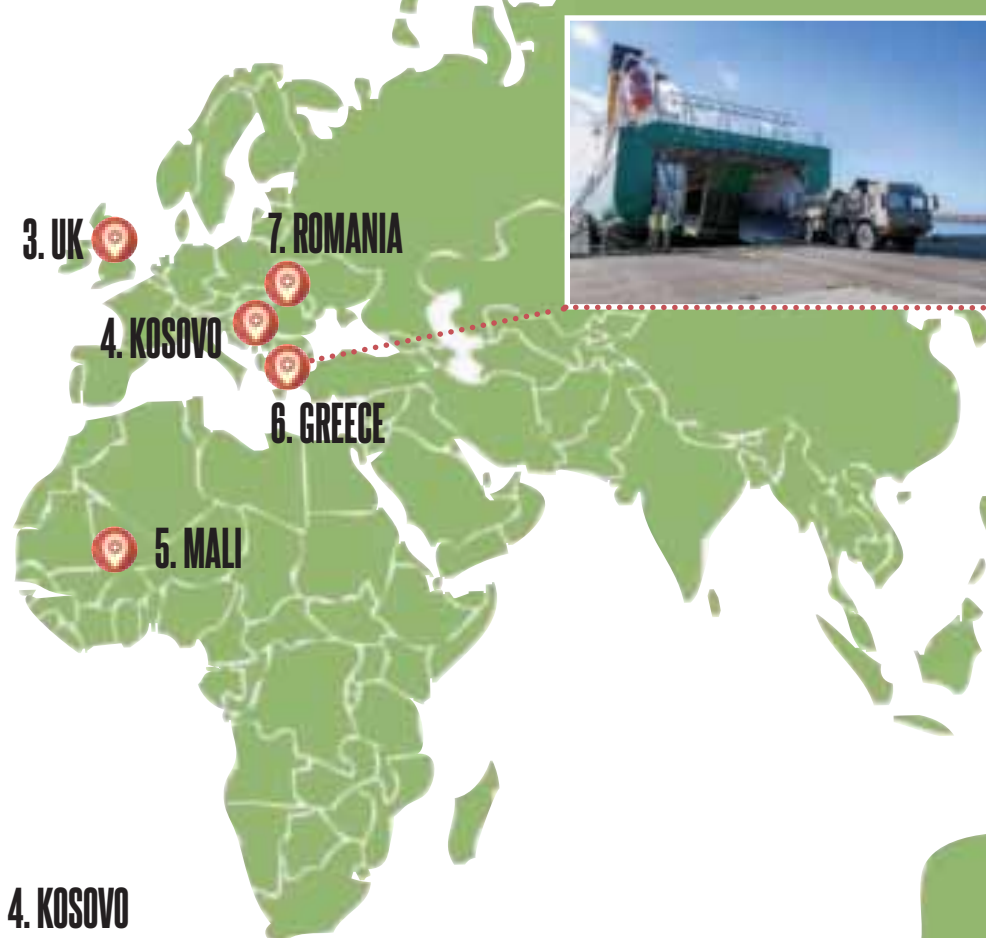 3. UK
7. ROMANIA
4. KOSOVO
6. GREECE
5. MALI
4. KOSOVO